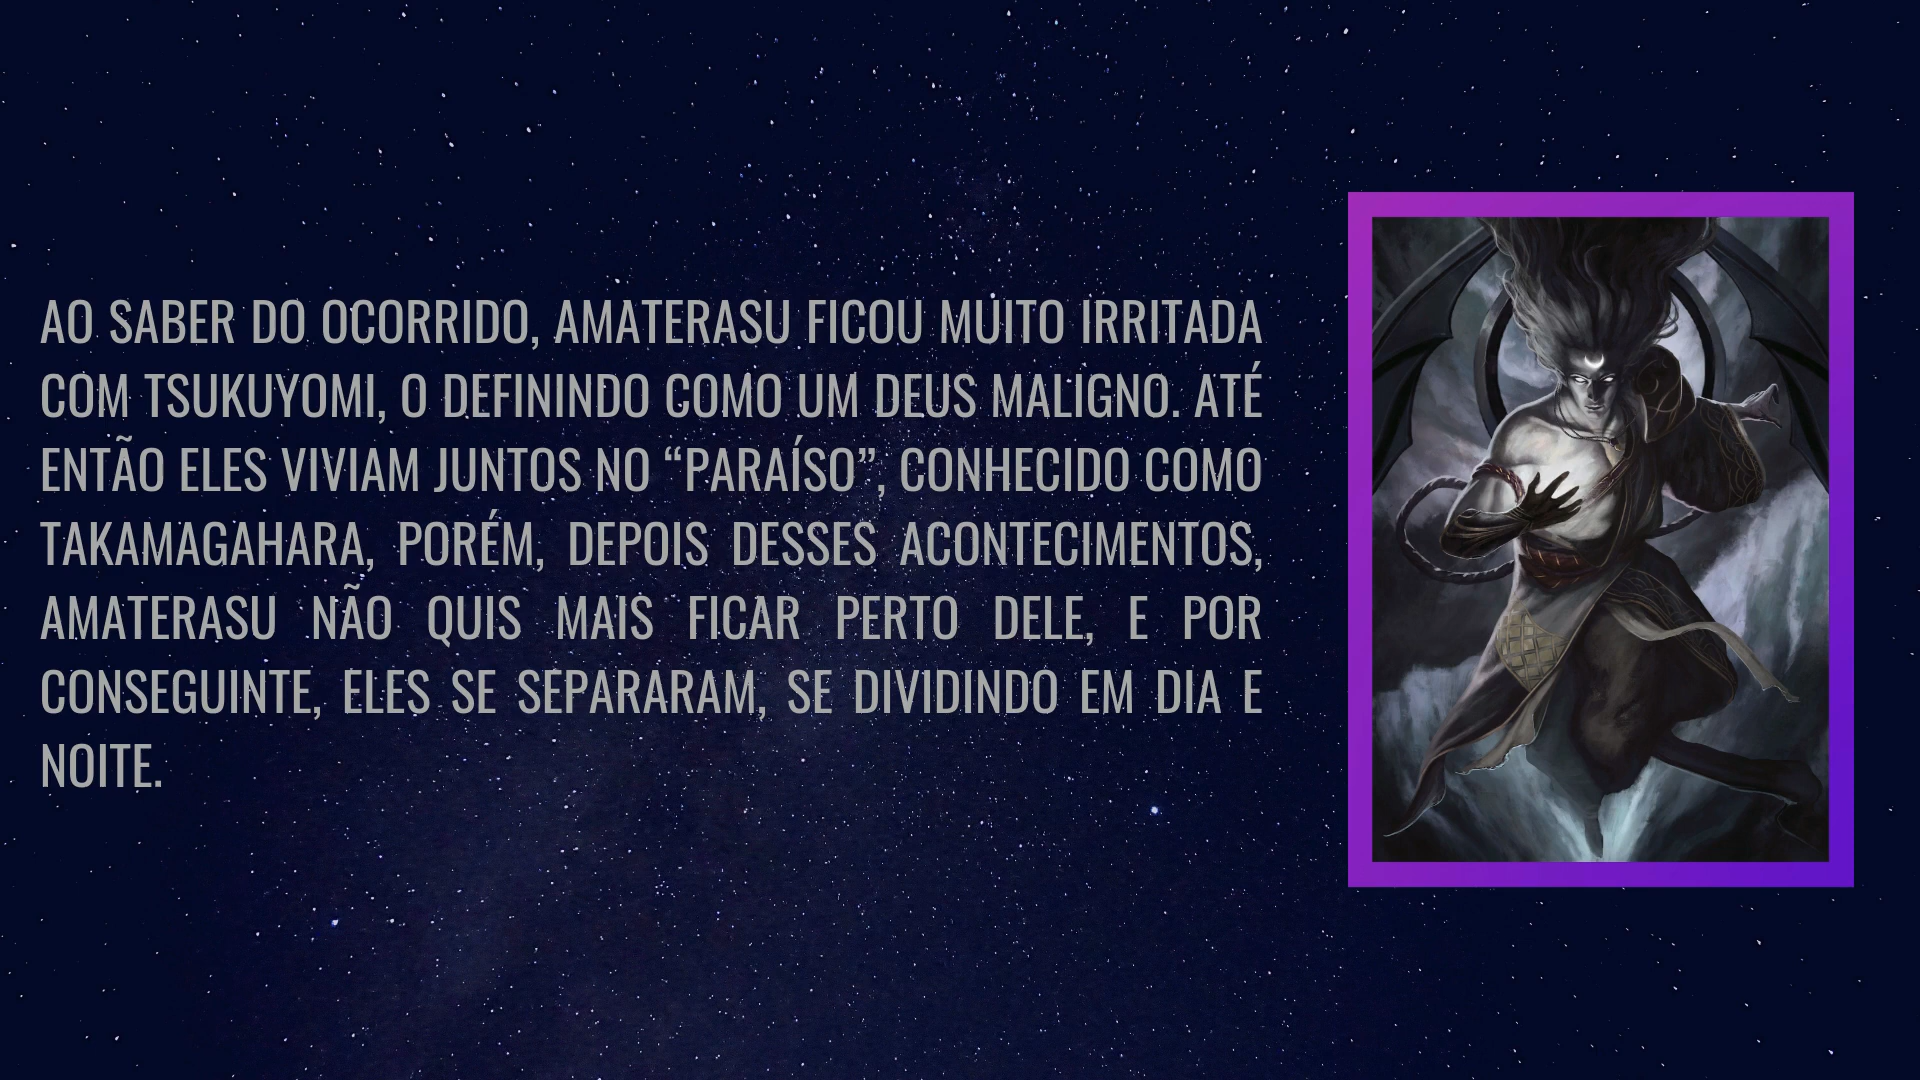 AO SABER DO OCORRIDO, AMATERASU FICOU MUITO IRRITADA
COM TSUKUYOMI, O DEFININDO COMO UM DEUS MALIGNO. ATÉ
ENTÃO ELES VIVIAM JUNTOS NO “PARAÍSO”, CONHECIDO COMO
TAKAMAGAHARA, PORÉM, DEPOIS DESSES ACONTECIMENTOS,
AMATERASU NÃO QUIS MAIS FICAR PERTO DELE, E POR
CONSEGUINTE, ELES SE SEPARARAM, SE DIVIDINDO EM DIA E
NOITE.